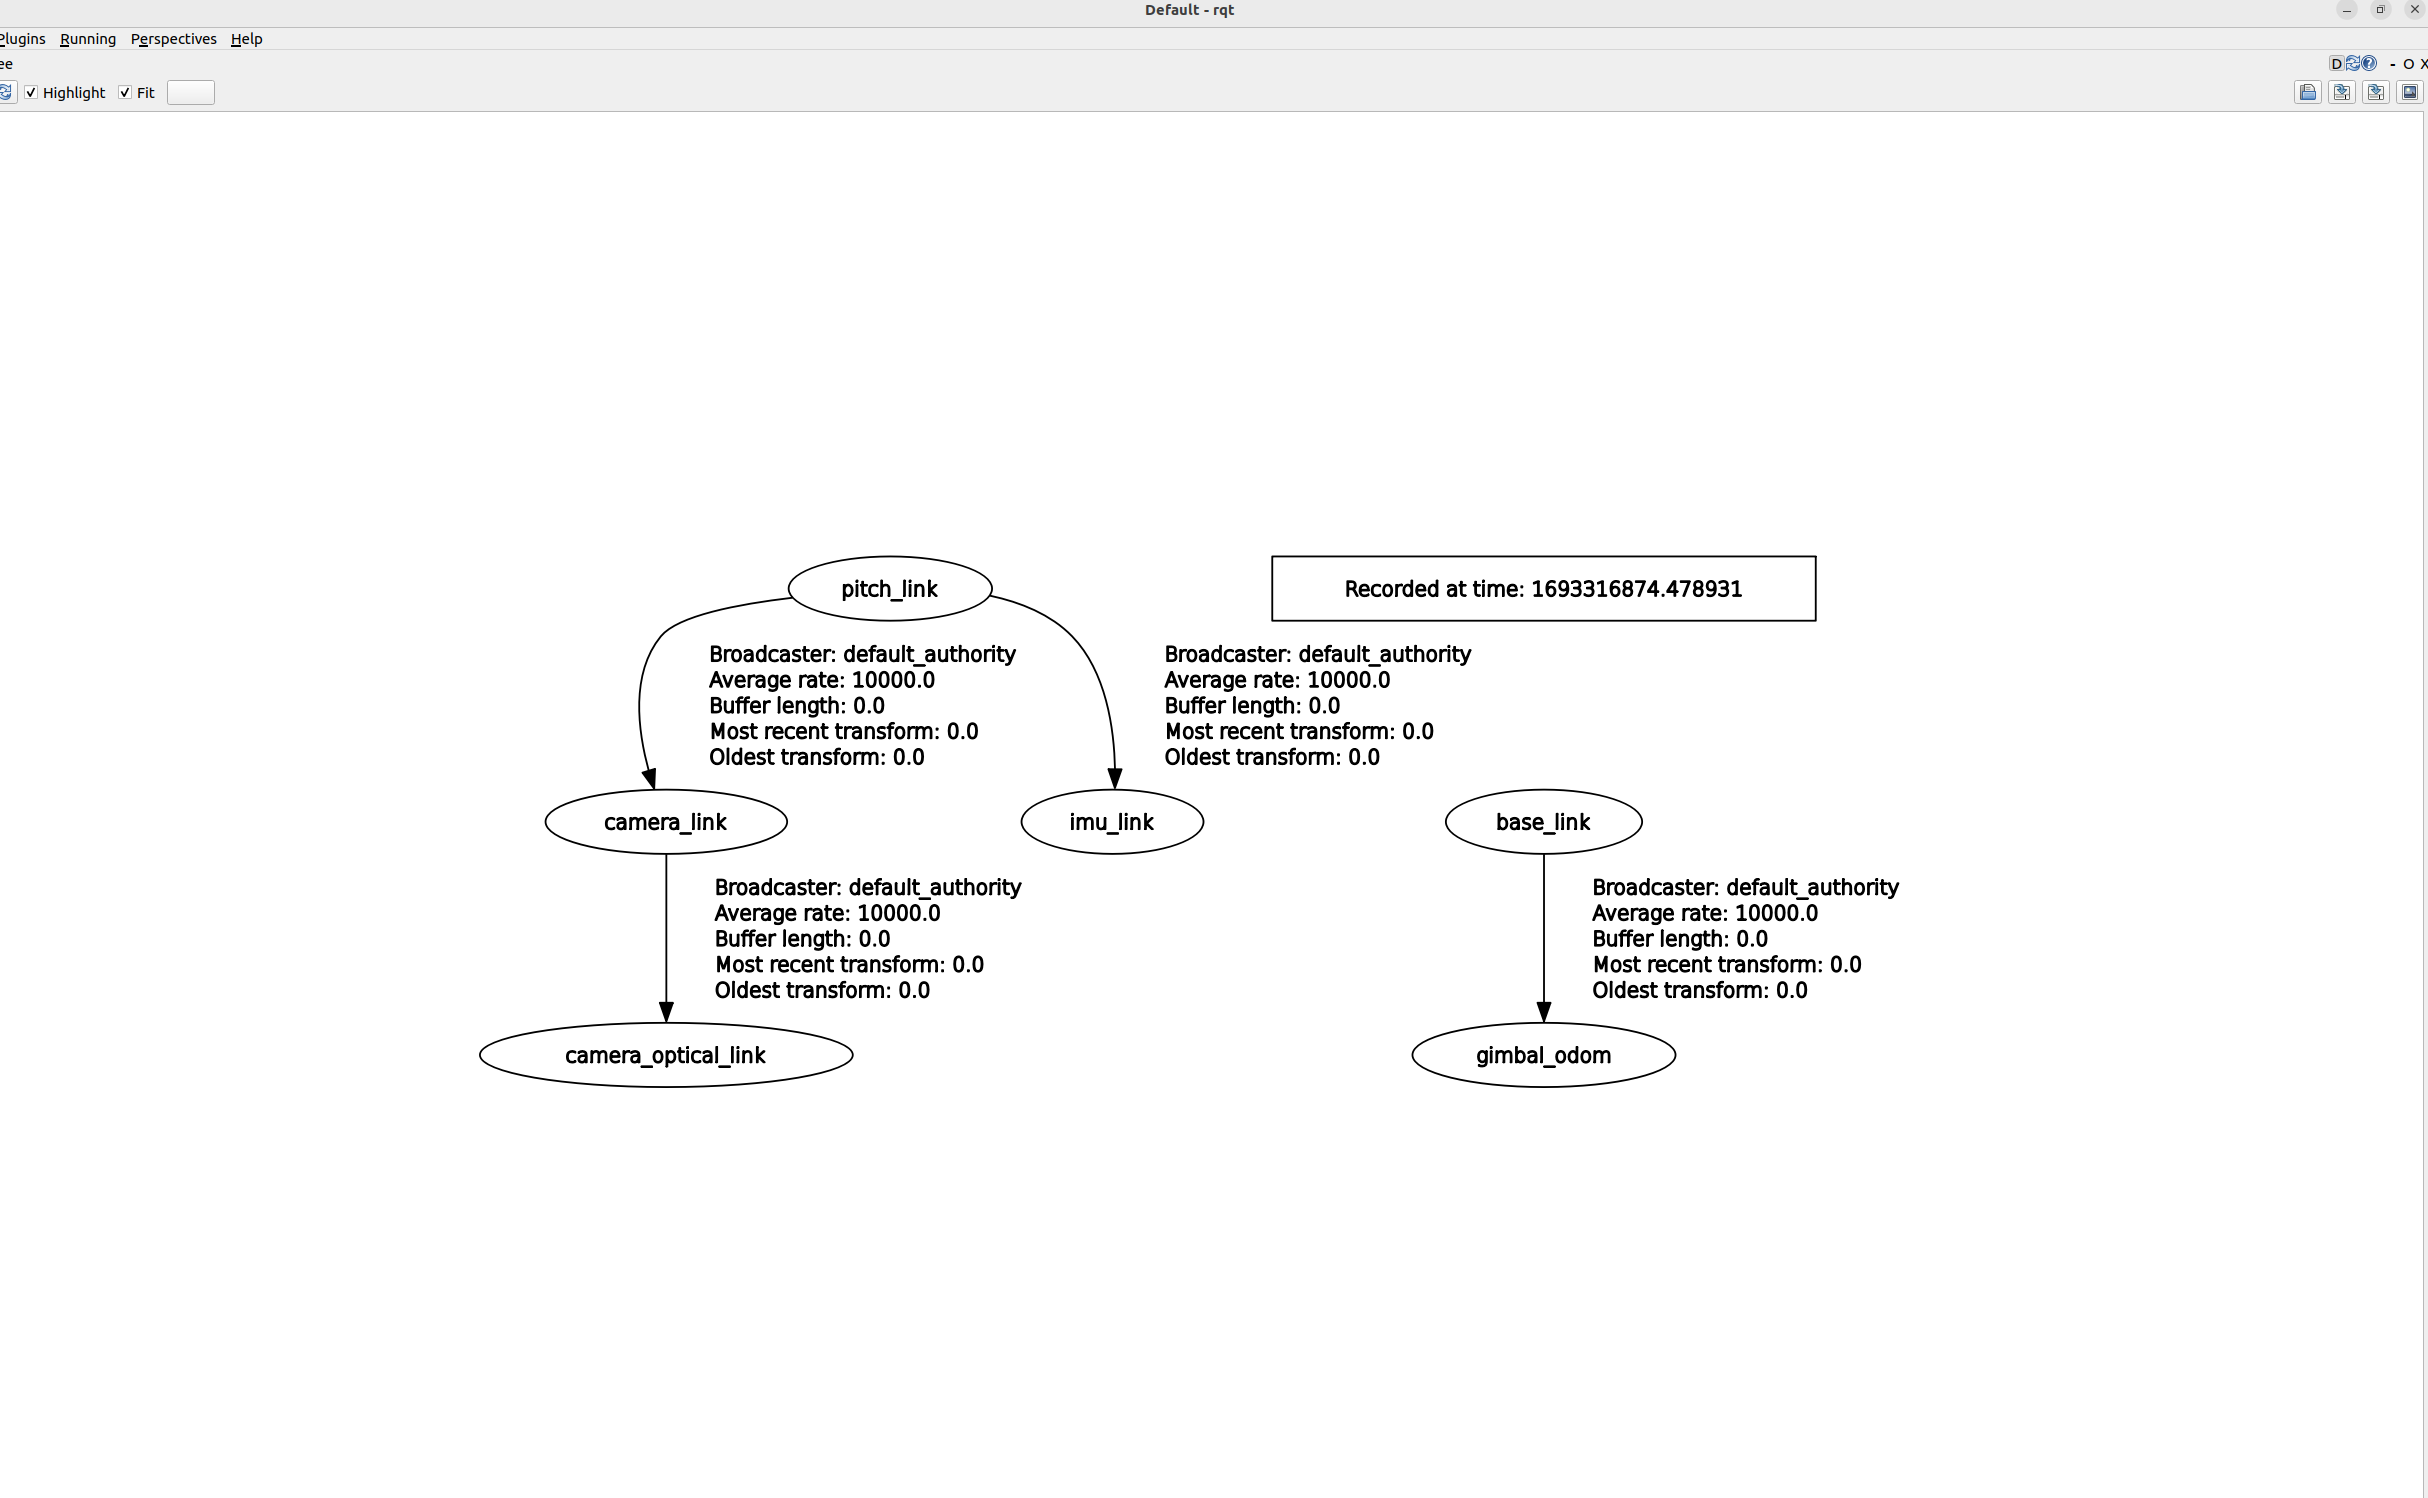 Default - rqt
Plugins Running Perspectives Help
ee
D ? - O X
Highlight Fit
pitch_link
Recorded at time: 1693316874.478931
Broadcaster: default_authority
Average rate: 10000.0
Buffer length: 0.0
Most recent transform: 0.0
Oldest transform: 0.0
Broadcaster: default_authority
Average rate: 10000.0
Buffer length: 0.0
Most recent transform: 0.0
Oldest transform: 0.0
camera_link
imu_link
base_link
Broadcaster: default_authority
Average rate: 10000.0
Buffer length: 0.0
Most recent transform: 0.0
Oldest transform: 0.0
Broadcaster: default_authority
Average rate: 10000.0
Buffer length: 0.0
Most recent transform: 0.0
Oldest transform: 0.0
camera_optical_link
gimbal_odom